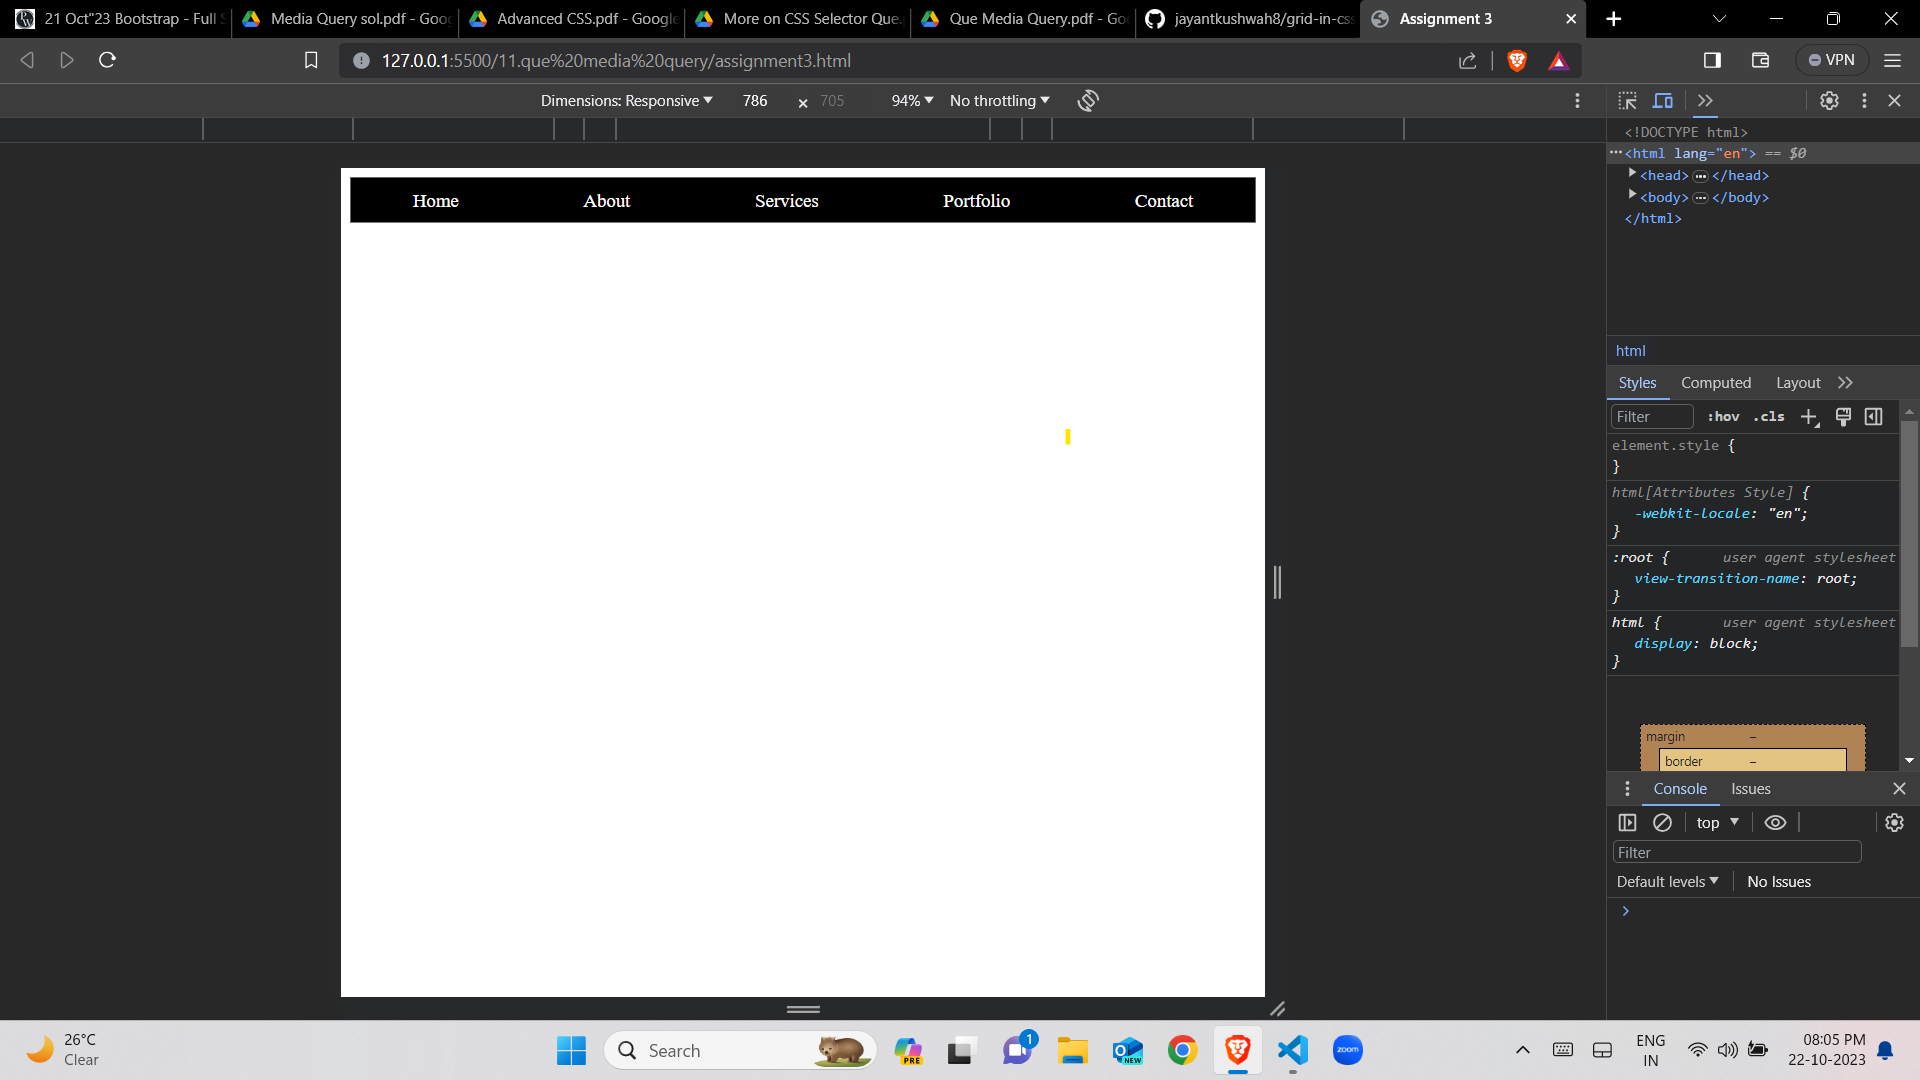 21 Oct"23 Bootstrap - Full S
Media Query sol.pdf - Goo
Advanced CSS.pdf - Google
More on CSS Selector Que.
Que Media Query.pdf - Go
jayantkushwah8/grid-in-css
Assignment 3
127.0.0.1:5500/11.que%20media%20query/assignment3.html
VPN
Dimensions: Responsive
786
×
705
94%
No throttling
Home
About
Services
Portfolio
Contact
<!DOCTYPE html>
<html lang="en"> == $0
<head> </head>
<body> </body>
</html>
html
Styles
Computed
Layout
Filter
:hov
.cls
element.style {
}
html[Attributes Style] {
-webkit-locale: "en";
}
:root {
user agent stylesheet
view-transition-name: root;
}
html {
user agent stylesheet
display: block;
}
margin
–
border
–
Console
Issues
top
Filter
Default levels
No Issues
26°C
Clear
Search
PRE
1
NEW
zoom
ENG
IN
08:05 PM
22-10-2023